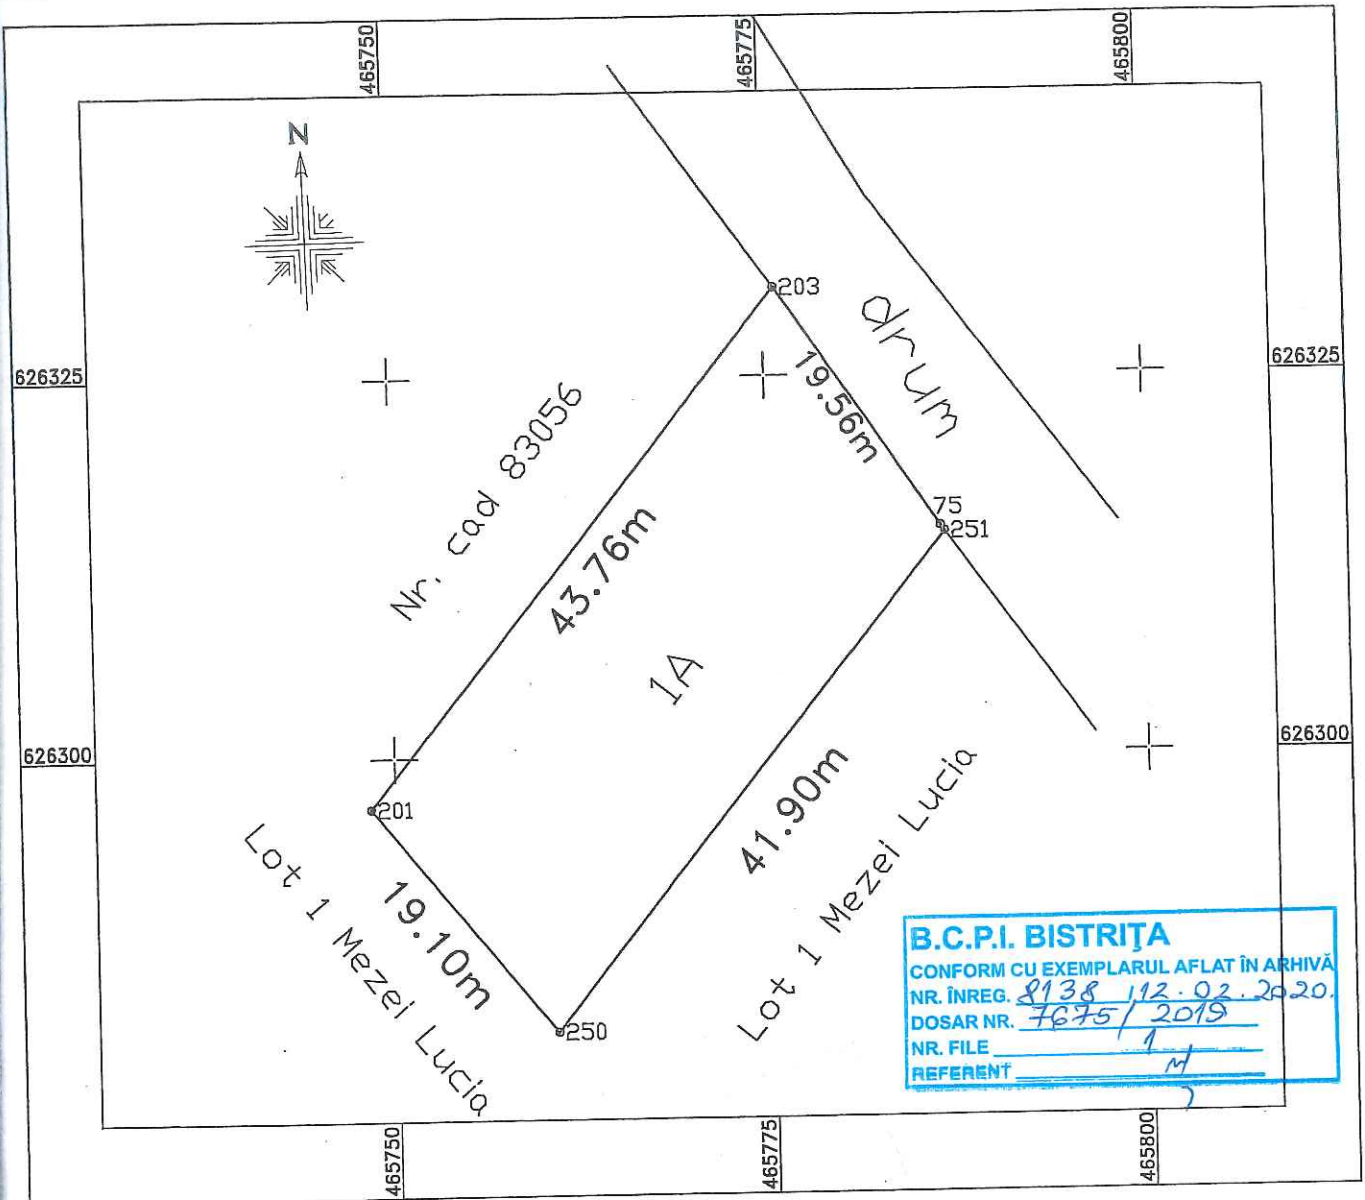 465750
465775
465800
N
203
drum
626325
626325
19.56m
Nr. cad 83056
75
251
43.76m
1A
626300
626300
201
41.90m
Lot 1 Mezei Lucia
19.10m
Lot 1 Mezei Lucia
250
B.C.P.I. BISTRIȚA
CONFORM CU EXEMPLARUL AFLAT ÎN ARHIVĂ
NR. ÎNREG. 8138 / 12.02.2020.
DOSAR NR. 7675 / 2019
NR. FILE 1
REFERENT
465750
465775
465800